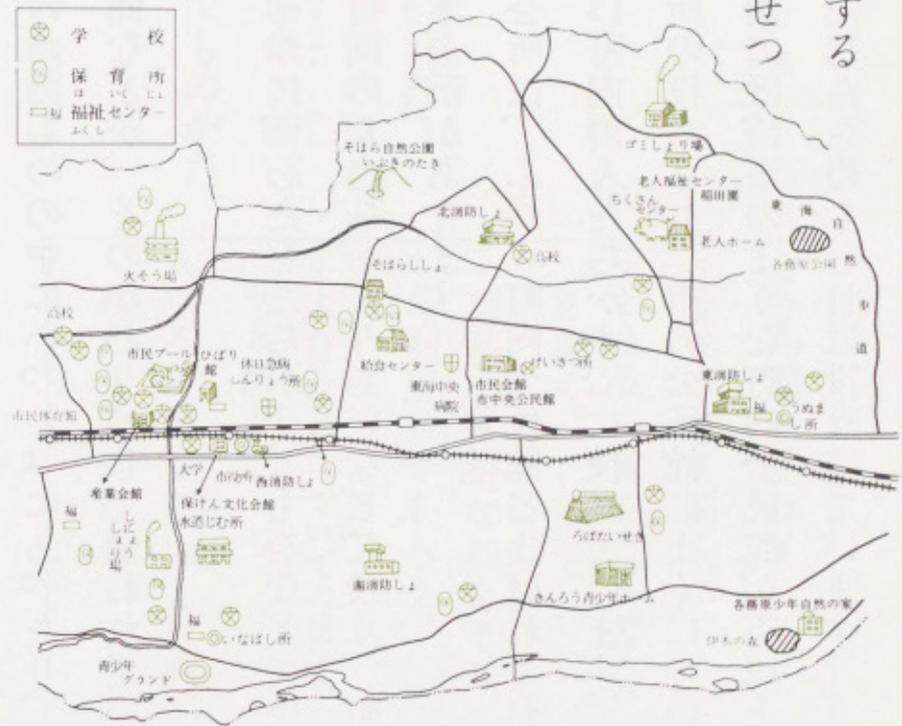 する
せつ
学校
保育所
ほいくじょ
福 福祉センター
ふくし
そはら自然公園
いぶきのたき
ゴミしょり場
老人福祉センター
稲田園
ちくさん
センター
老人ホーム
東海自然歩道
各務原公園
北消防しょ
高校
火そう場
そはらししょ
高校
市民プール
ひばり
館
休日急病
しんりょう所
給食センター
東海中央
病院
けいさつ所
市民会館
市中央公民館
東消防しょ
福
うぬま
し所
市民体育館
大学
市役所
西消防しょ
産業会館
保けん文化会館
水道じむ所
福
しにょう
しょり場
南消防しょ
ろばたいせき
きんろう青少年ホーム
各務原少年自然の家
伊木の森
福
いなばし所
青少年
グランド